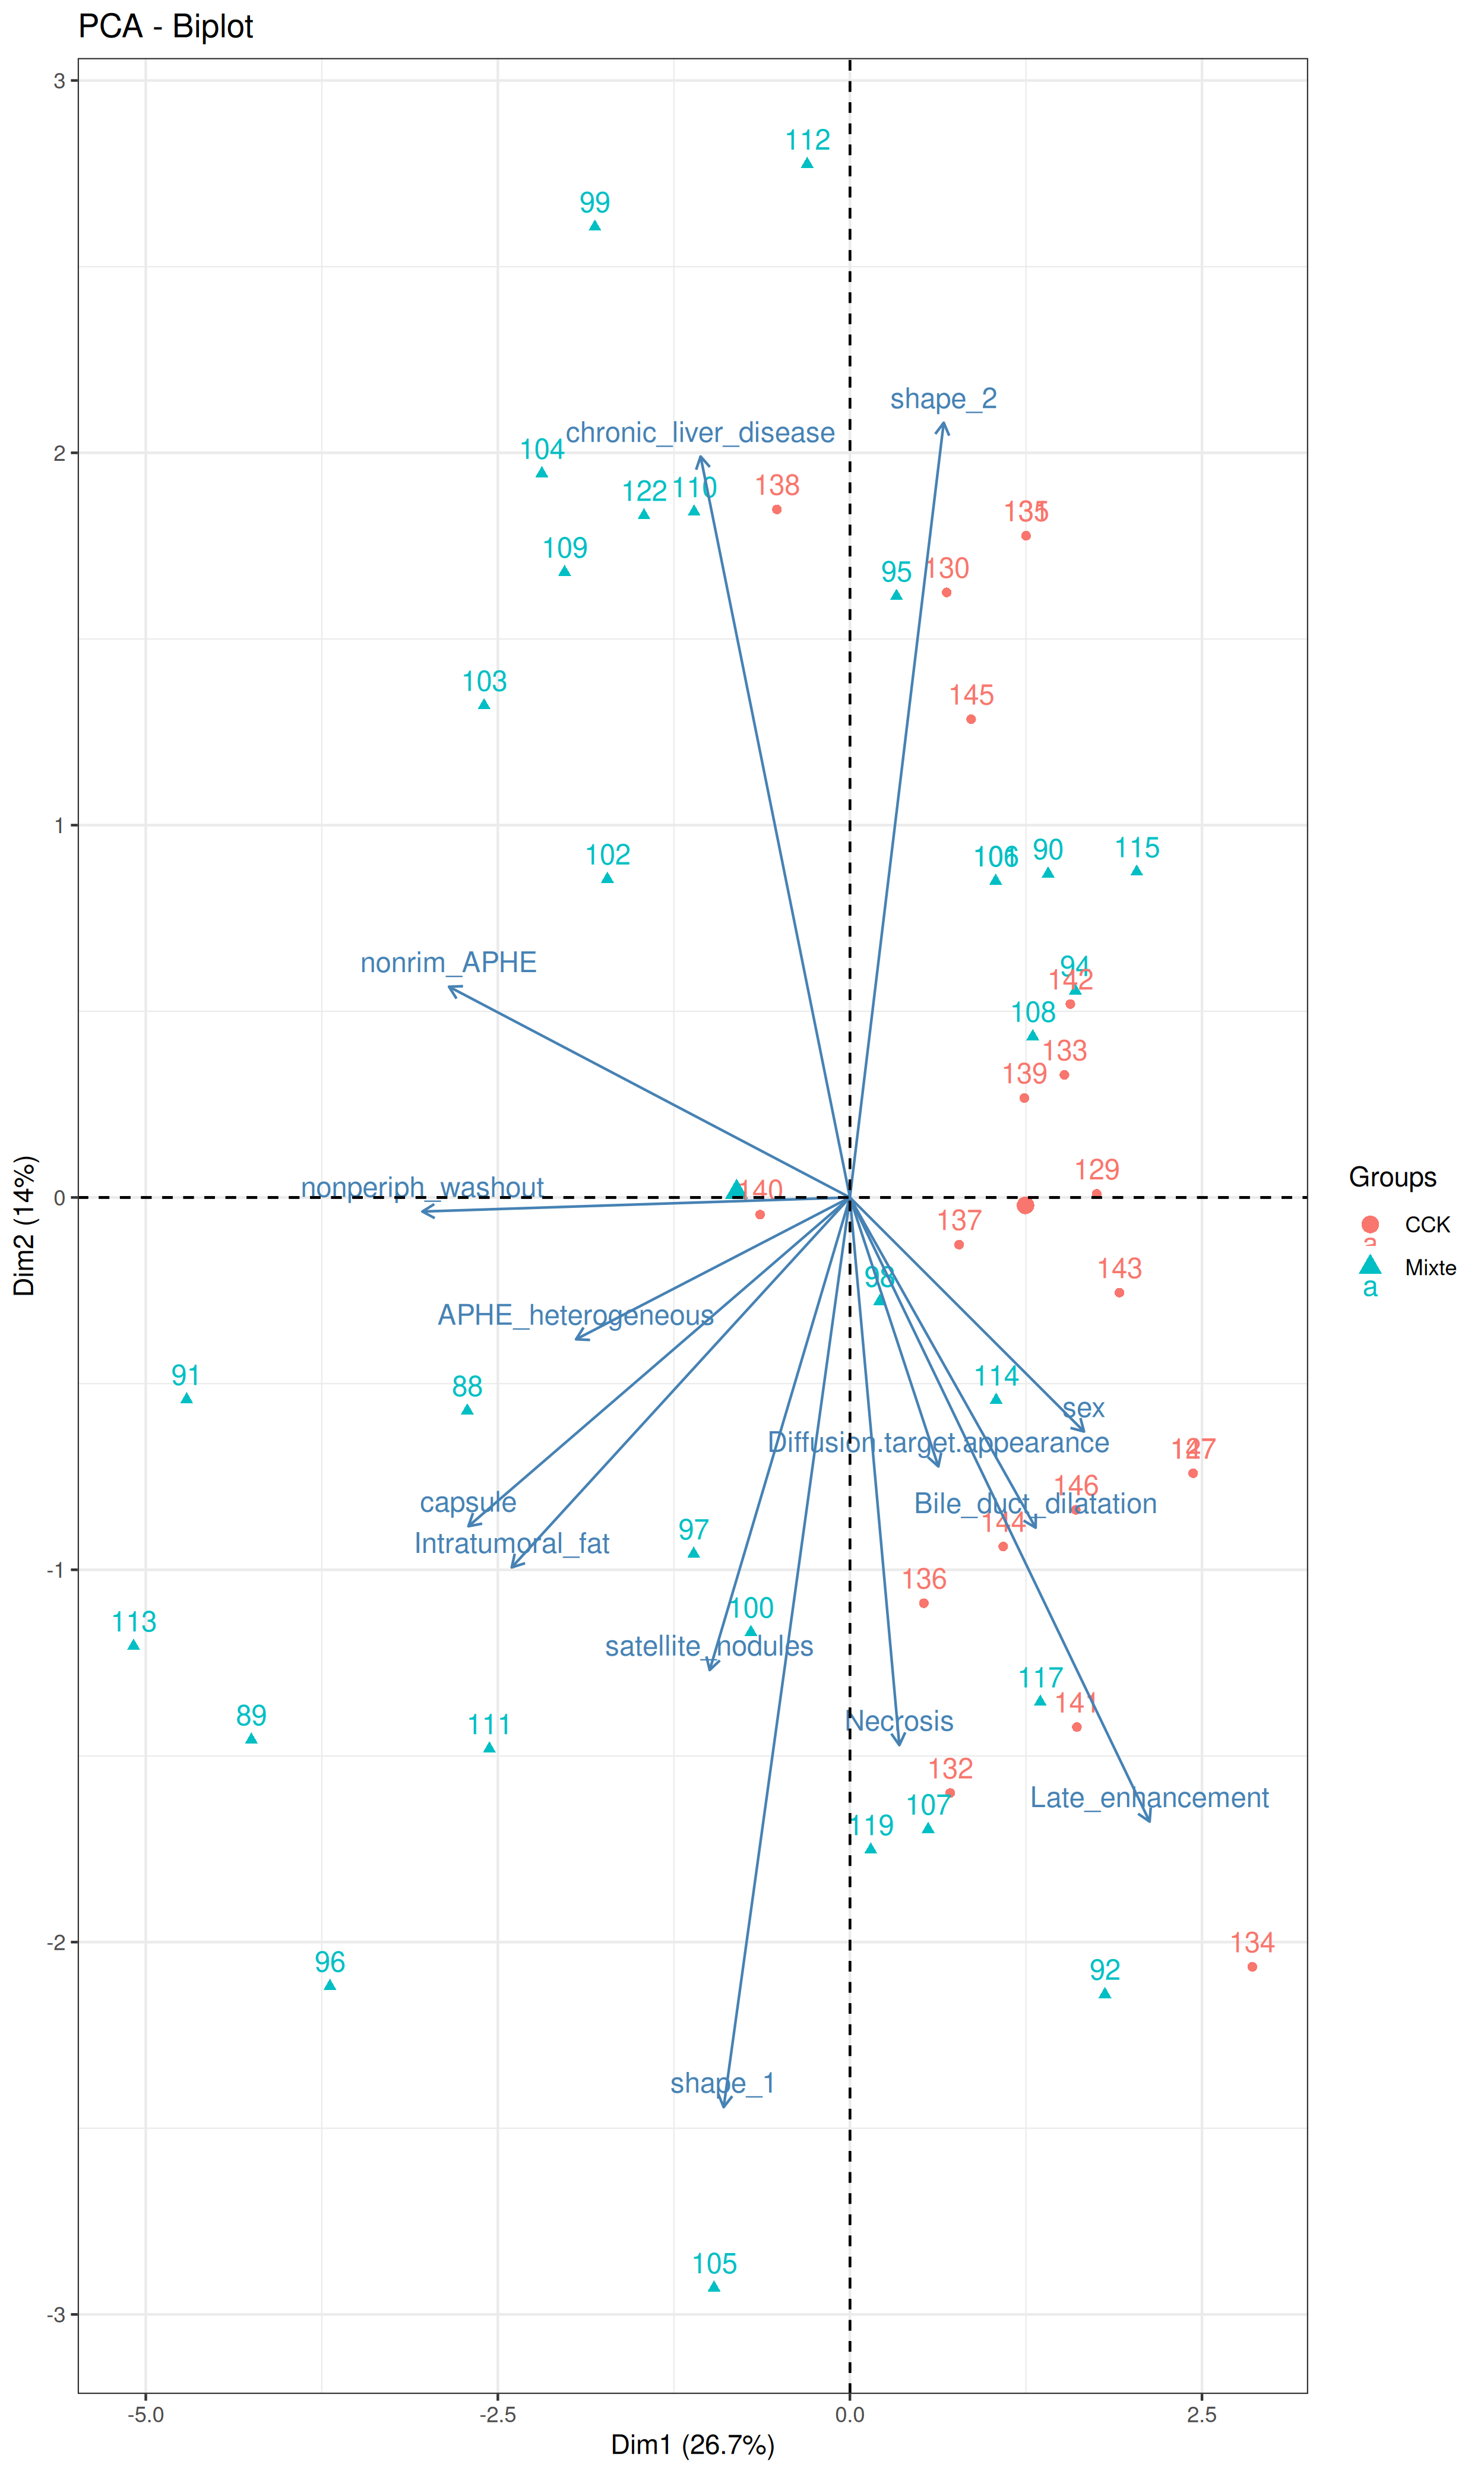 PCA - Biplot
3
112
99
shape_2
chronic_liver_disease
2
104
138
122
110
109
95
130
145
103
1
102
90
115
nonrim_APHE
94
142
108
133
139
Dim2 (14%)
nonperiph_washout
0
140
129
137
143
98
Groups
CCK
a
Mixte
a
APHE_heterogeneous
91
88
114
sex
Diffusion.target.appearance
146
Bile_duct_dilatation
144
capsule
Intratumoral_fat
97
-1
136
100
113
satellite_nodules
117
141
89
111
Necrosis
132
Late_enhancement
107
119
-2
134
96
92
shape_1
105
-3
-5.0
-2.5
0.0
2.5
Dim1 (26.7%)